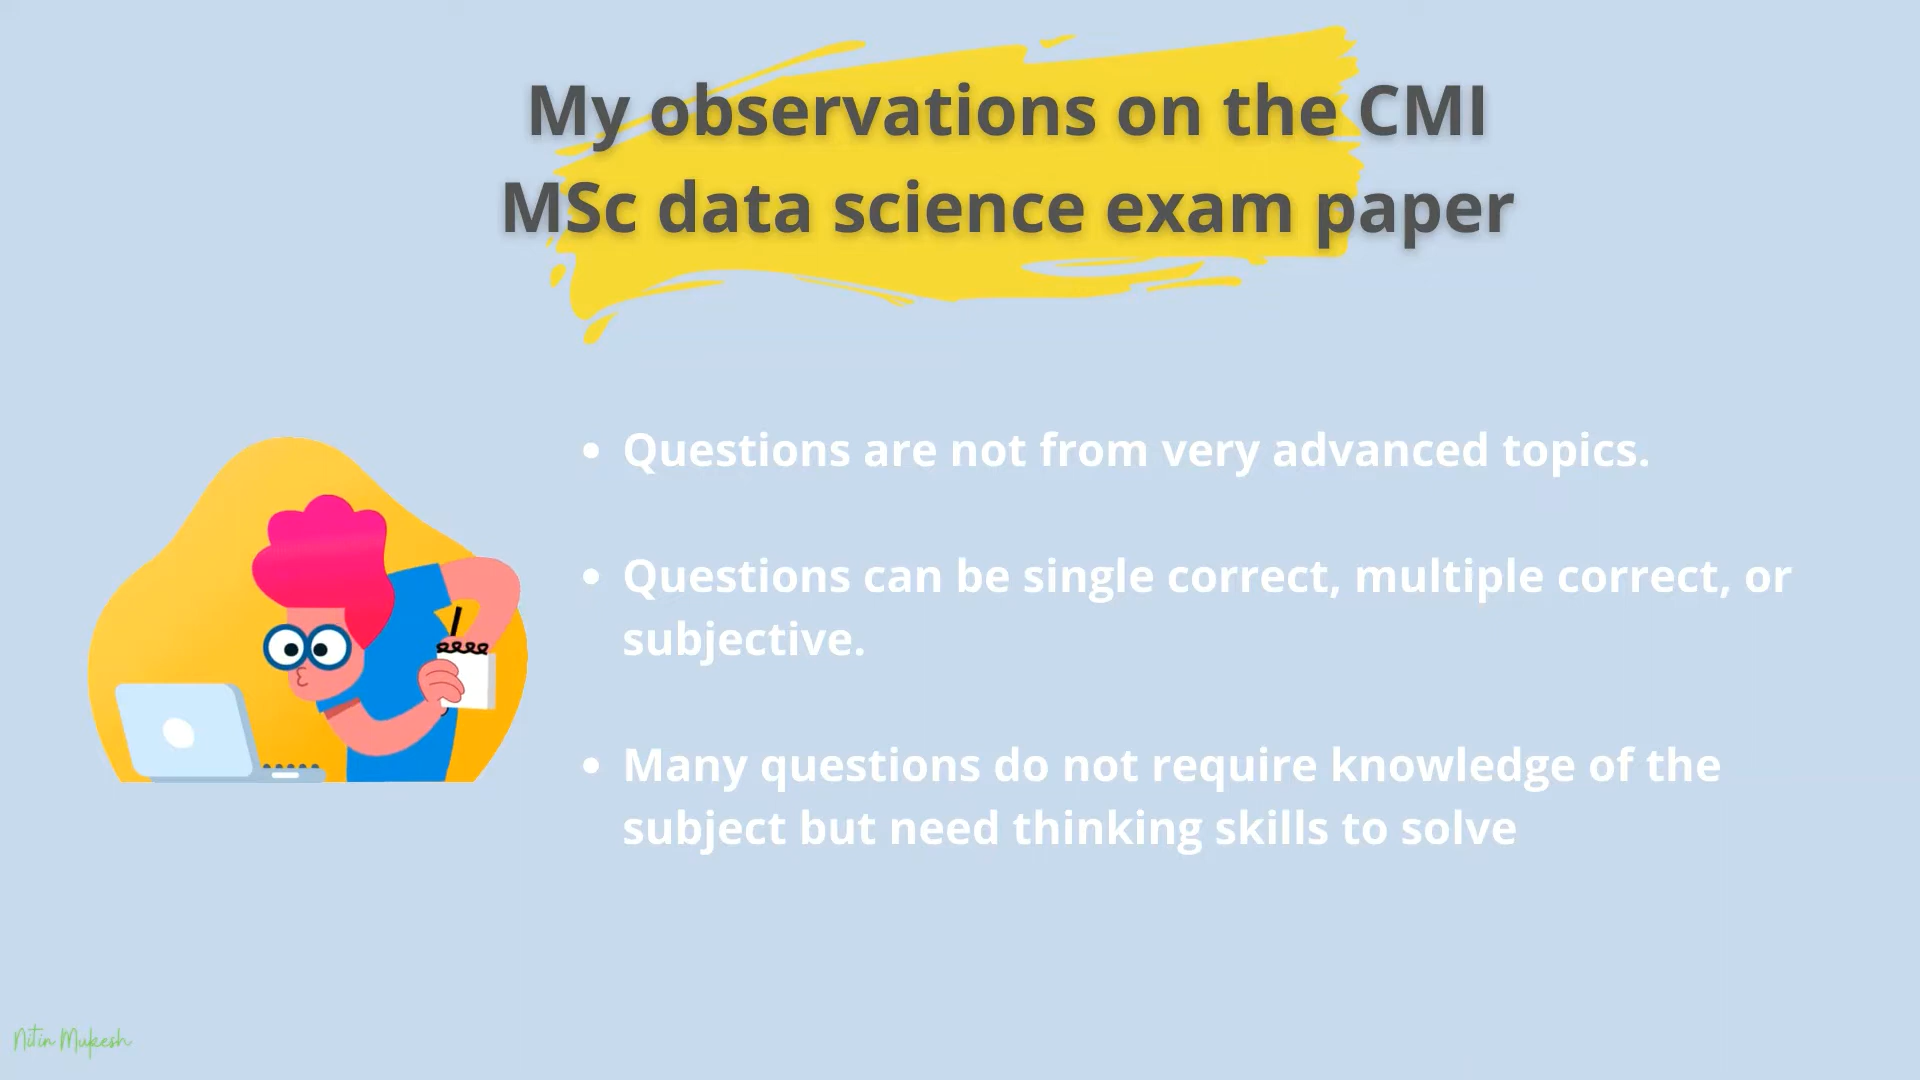 My observations on the CMI
MSc data science exam paper
• Questions are not from very advanced topics.
• Questions can be single correct, multiple correct, or
subjective.
• Many questions do not require knowledge of the
subject but need thinking skills to solve
Nitin Mukesh